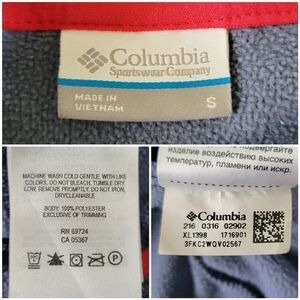 Columbia
Sportswear Company
MADE IN
VIETNAM
S
MACHINE WASH COLD GENTLE, WITH LIKE
COLORS, DO NOT BLEACH, TUMBLE DRY
LOW, REMOVE PROMPTLY, DO NOT IRON,
DRYCLEANABLE
BODY: 100% POLYESTER
EXCLUSIVE OF TRIMMING
RN 69724
CA 05367
подвергайте
изделие воздействию высоких
температур, пламени или искр.
Columbia
216 0316 02902
XL1398 1716901
3FKC2WQV02567